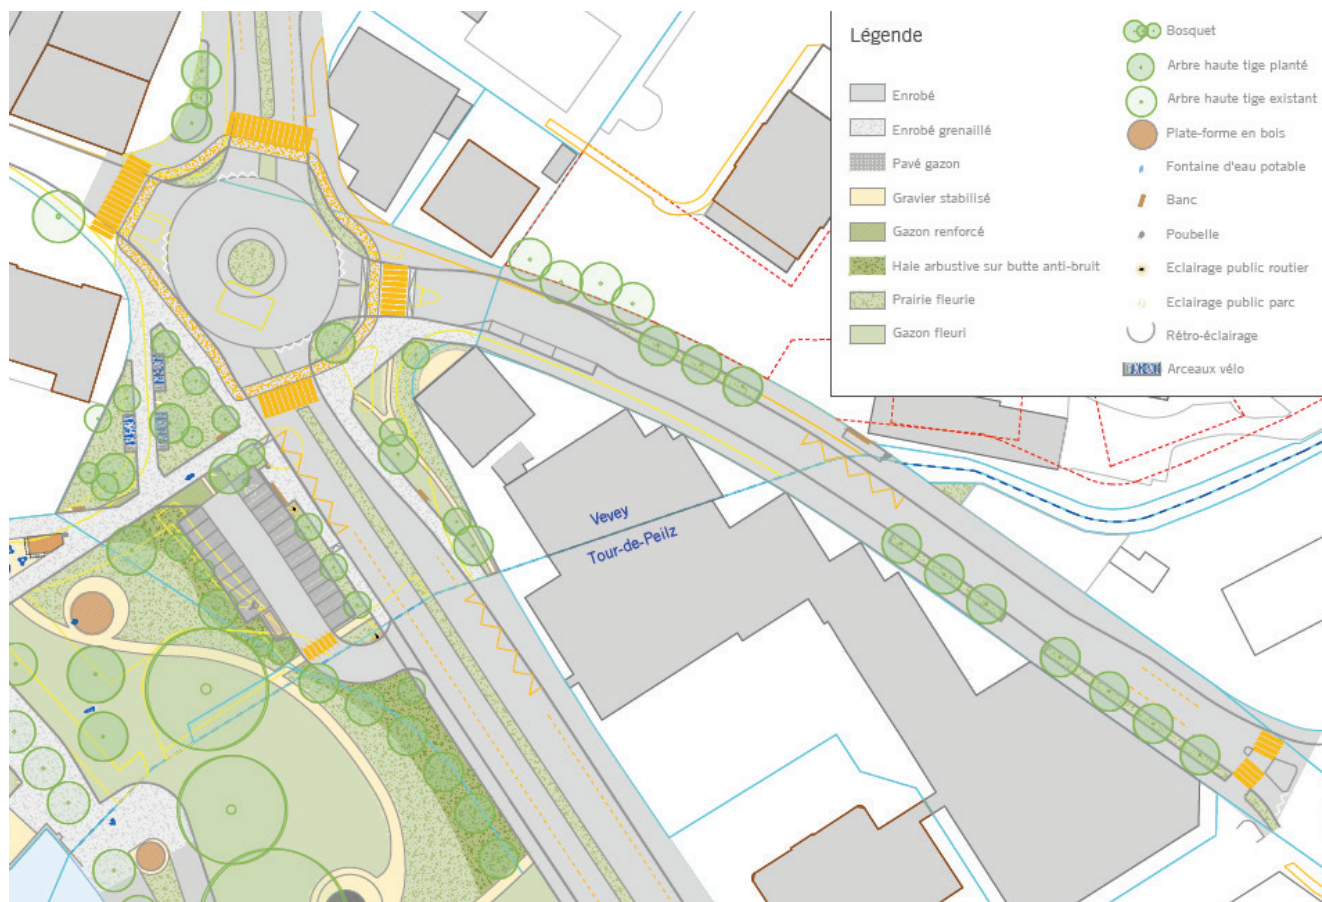 Légende
Enrobé
Enrobé grenaillé
Pavé gazon
Gravier stabilisé
Gazon renforcé
Haie arbustive sur butte anti-bruit
Prairie fleurie
Gazon fleuri
Bosquet
Arbre haute tige planté
Arbre haute tige existant
Plate-forme en bois
Fontaine d'eau potable
Banc
Poubelle
Eclairage public routier
Eclairage public parc
Rétro-éclairage
Arceaux vélo
Vevey
Tour-de-Peilz